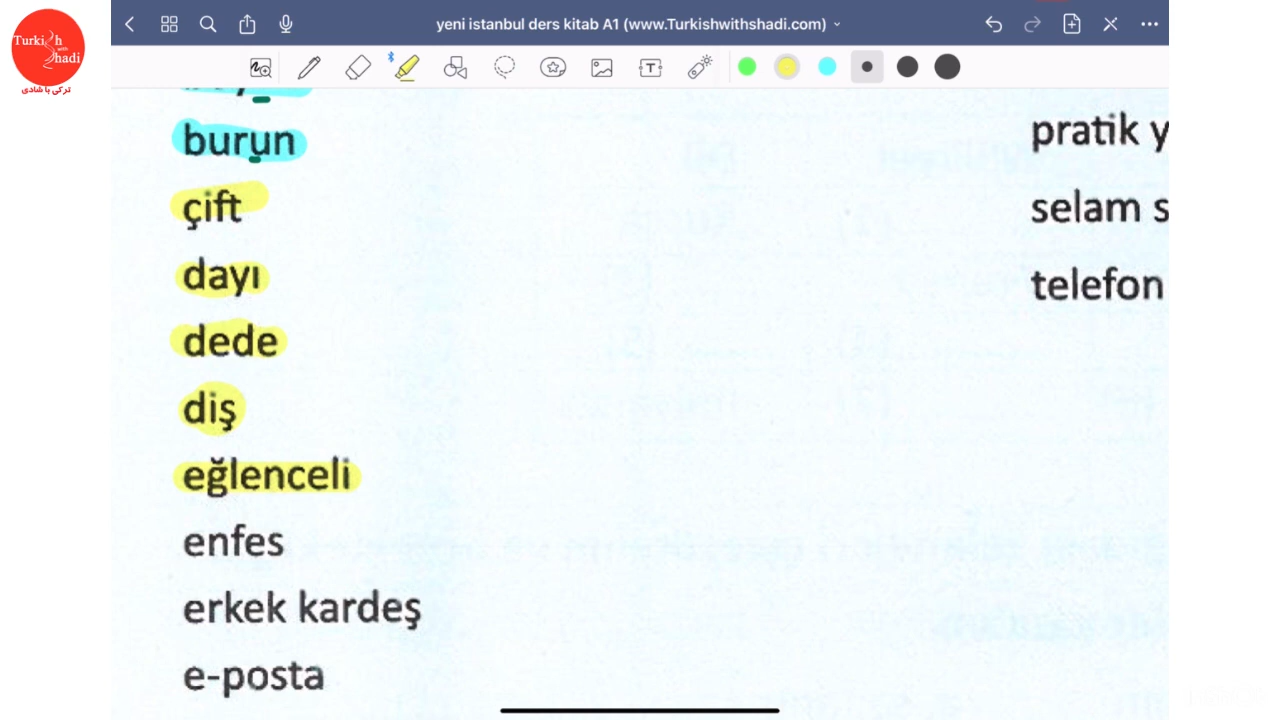 yeni istanbul ders kitab A1 (www.Turkishwithshadi.com)
Turkish
with
Shadi
ترکی با شادی
burun
çift
dayı
dede
diş
eğlenceli
enfes
erkek kardeş
e-posta
pratik y
selam s
telefon